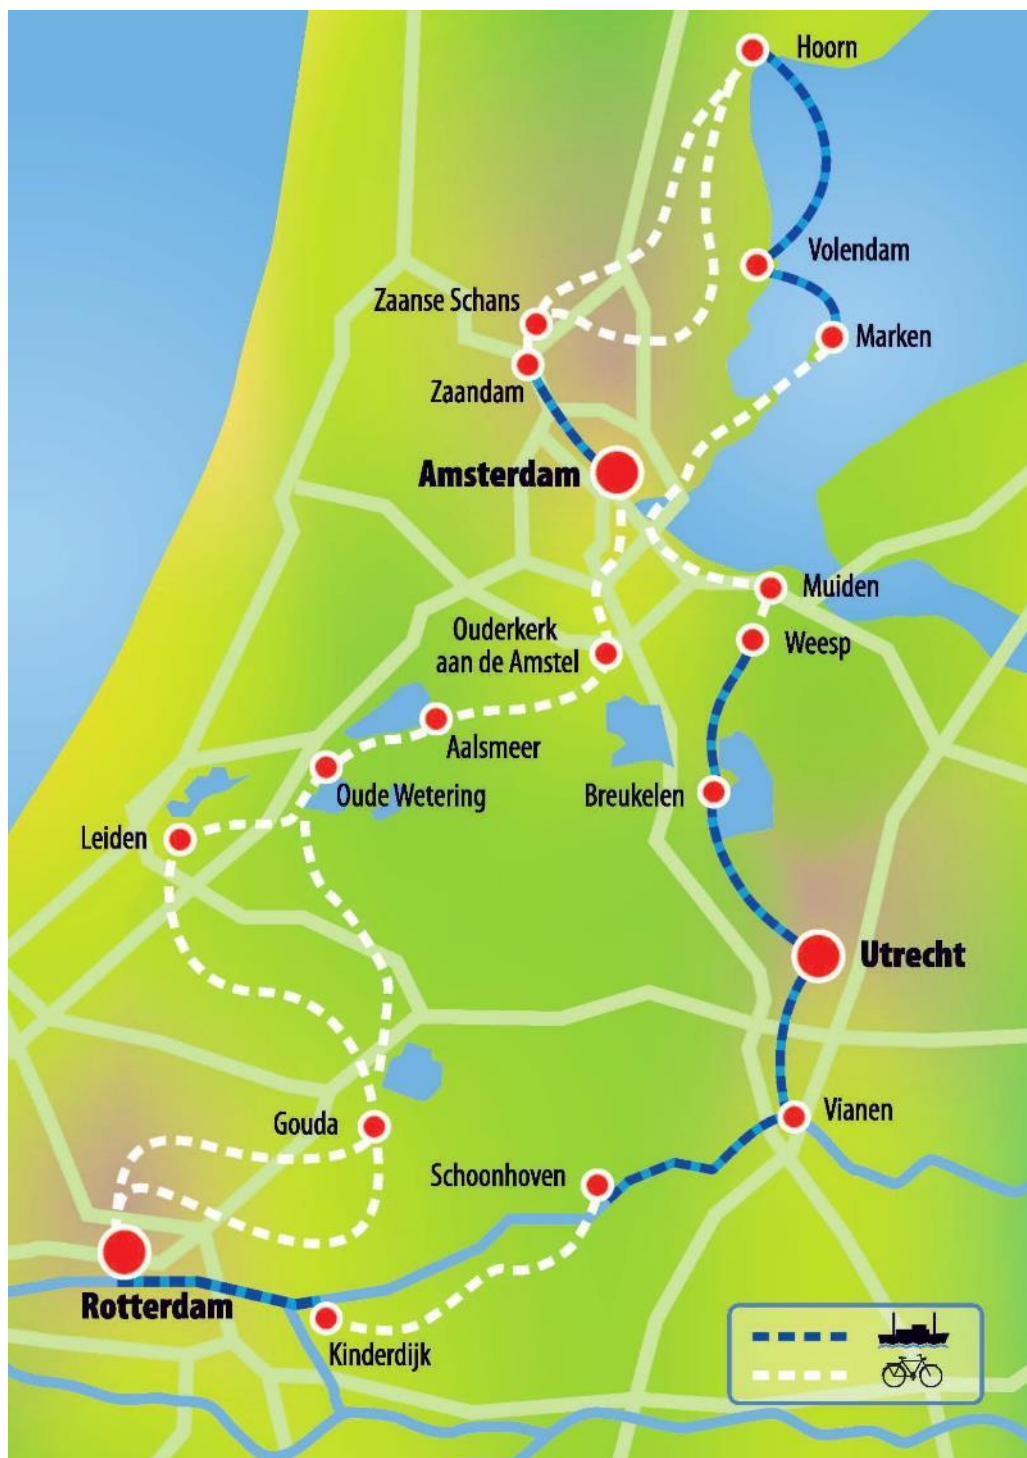 Hoorn
Volendam
Zaanse Schans
Marken
Zaandam
Amsterdam
Muiden
Ouderkerk
aan de Amstel
Weesp
Aalsmeer
Oude Wetering
Breukelen
Leiden
Utrecht
Vianen
Gouda
Schoonhoven
Rotterdam
Kinderdijk